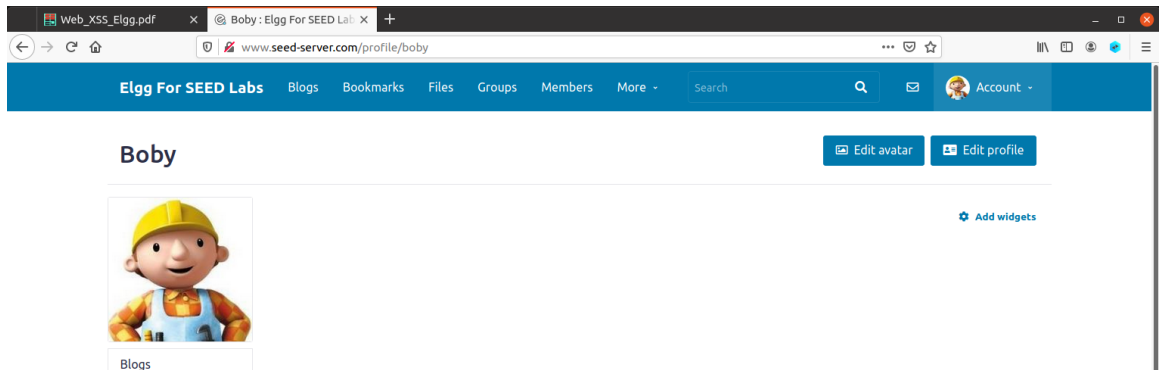 Web_XSS_Elgg.pdf
Boby : Elgg For SEED Lab
www.seed-server.com/profile/boby
Elgg For SEED Labs Blogs Bookmarks Files Groups Members More Search Account
Boby Edit avatar Edit profile
Add widgets
Blogs